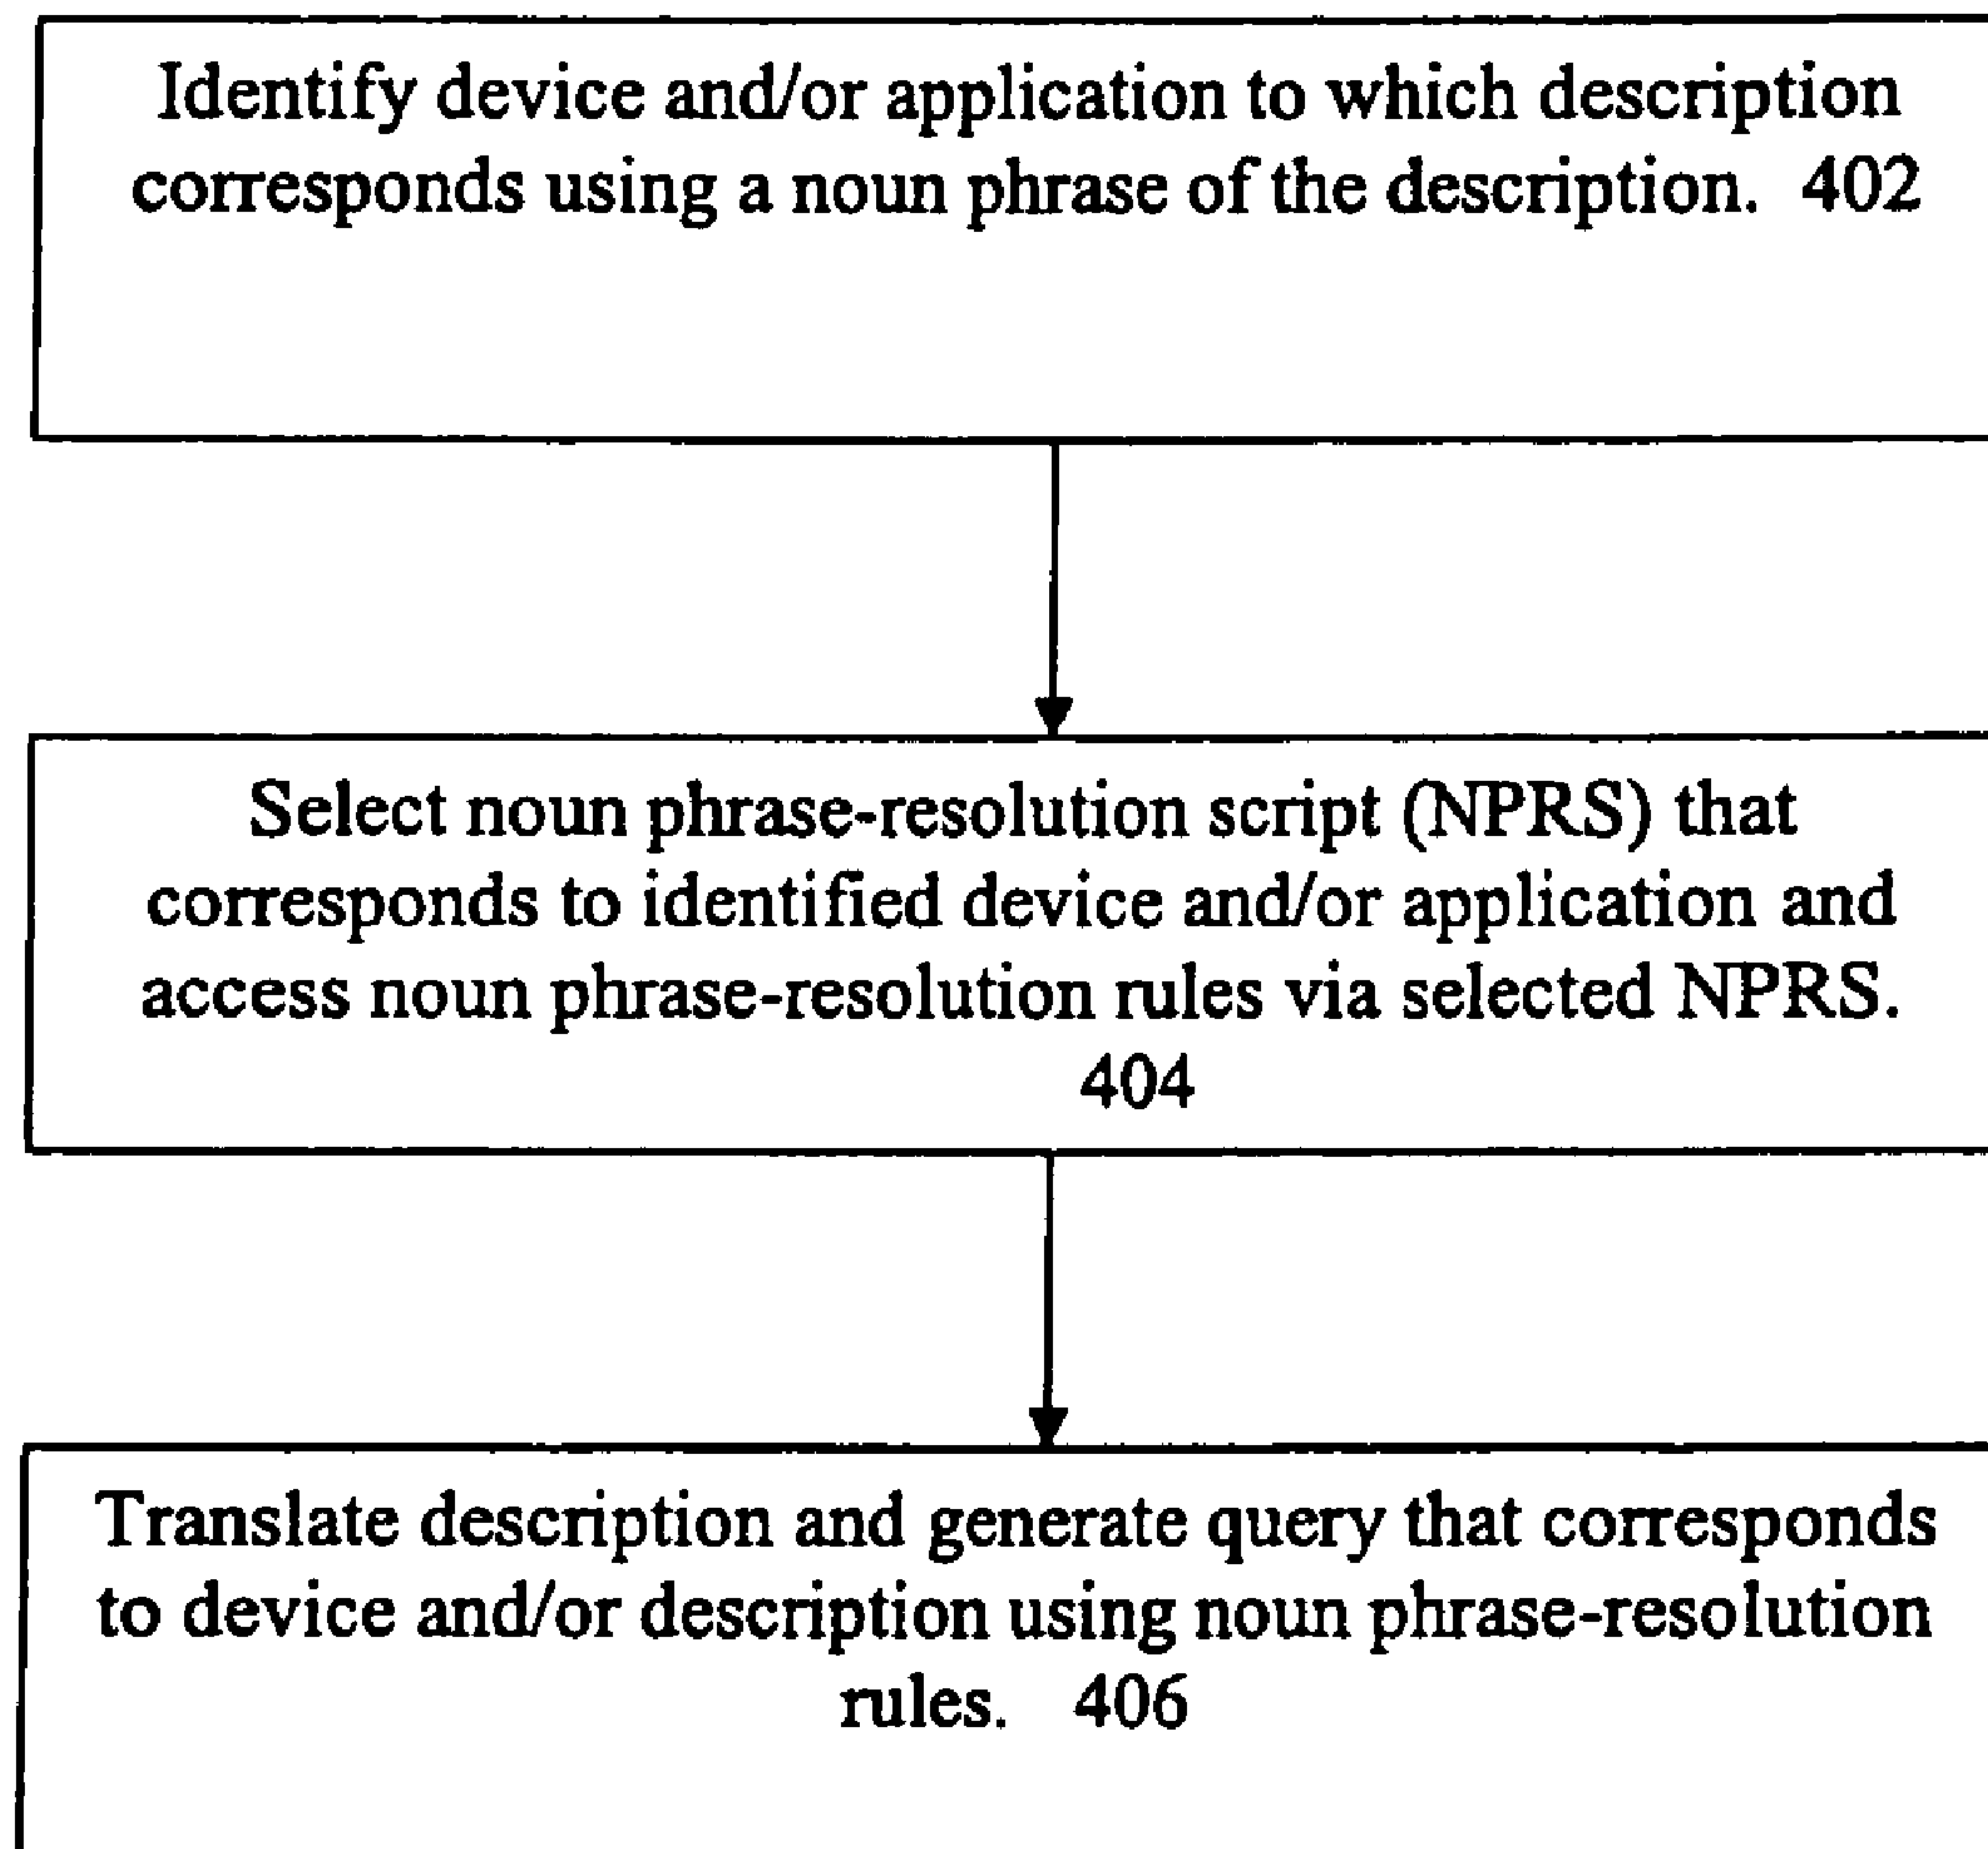 Identify device and/or application to which description
corresponds using a noun phrase of the description. 402
Select noun phrase-resolution script (NPRS) that
corresponds to identified device and/or application and
access noun phrase-resolution rules via selected NPRS.
404
Translate description and generate query that corresponds
to device and/or description using noun phrase-resolution
rules. 406